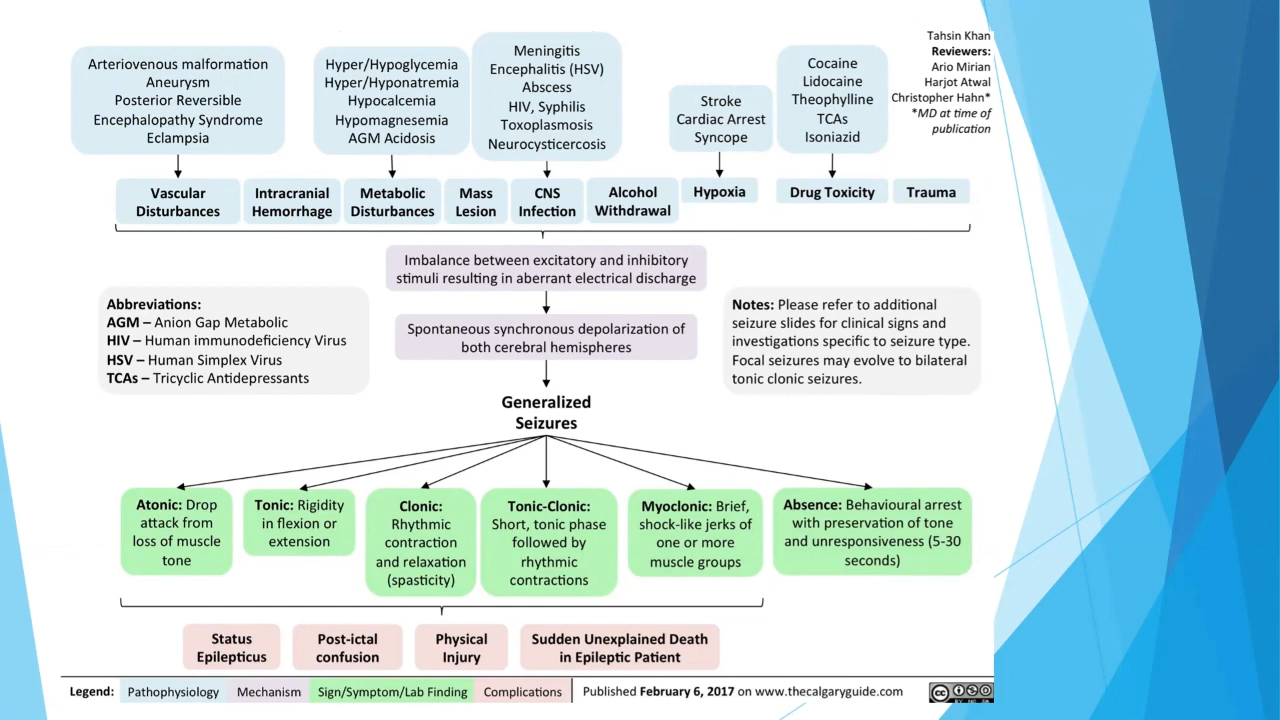 Tahsin Khan
Reviewers:
Ario Mirian
Harjot Atwal
Christopher Hahn*
*MD at time of
publication
Arteriovenous malformation
Aneurysm
Posterior Reversible
Encephalopathy Syndrome
Eclampsia
Hyper/Hypoglycemia
Hyper/Hyponatremia
Hypocalcemia
Hypomagnesemia
AGM Acidosis
Meningitis
Encephalitis (HSV)
Abscess
HIV, Syphilis
Toxoplasmosis
Neurocysticercosis
Stroke
Cardiac Arrest
Syncope
Cocaine
Lidocaine
Theophylline
TCAs
Isoniazid
Vascular
Disturbances
Intracranial
Hemorrhage
Metabolic
Disturbances
Mass
Lesion
CNS
Infection
Alcohol
Withdrawal
Hypoxia
Drug Toxicity
Trauma
Imbalance between excitatory and inhibitory
stimuli resulting in aberrant electrical discharge
Abbreviations:
AGM – Anion Gap Metabolic
HIV – Human immunodeficiency Virus
HSV – Human Simplex Virus
TCAs – Tricyclic Antidepressants
Spontaneous synchronous depolarization of
both cerebral hemispheres
Notes: Please refer to additional
seizure slides for clinical signs and
investigations specific to seizure type.
Focal seizures may evolve to bilateral
tonic clonic seizures.
Generalized
Seizures
Atonic: Drop
attack from
loss of muscle
tone
Tonic: Rigidity
in flexion or
extension
Clonic:
Rhythmic
contraction
and relaxation
(spasticity)
Tonic-Clonic:
Short, tonic phase
followed by
rhythmic
contractions
Myoclonic: Brief,
shock-like jerks of
one or more
muscle groups
Absence: Behavioural arrest
with preservation of tone
and unresponsiveness (5-30
seconds)
Status
Epilepticus
Post-ictal
confusion
Physical
Injury
Sudden Unexplained Death
in Epileptic Patient
Legend: Pathophysiology Mechanism Sign/Symptom/Lab Finding Complications Published February 6, 2017 on www.thecalgaryguide.com